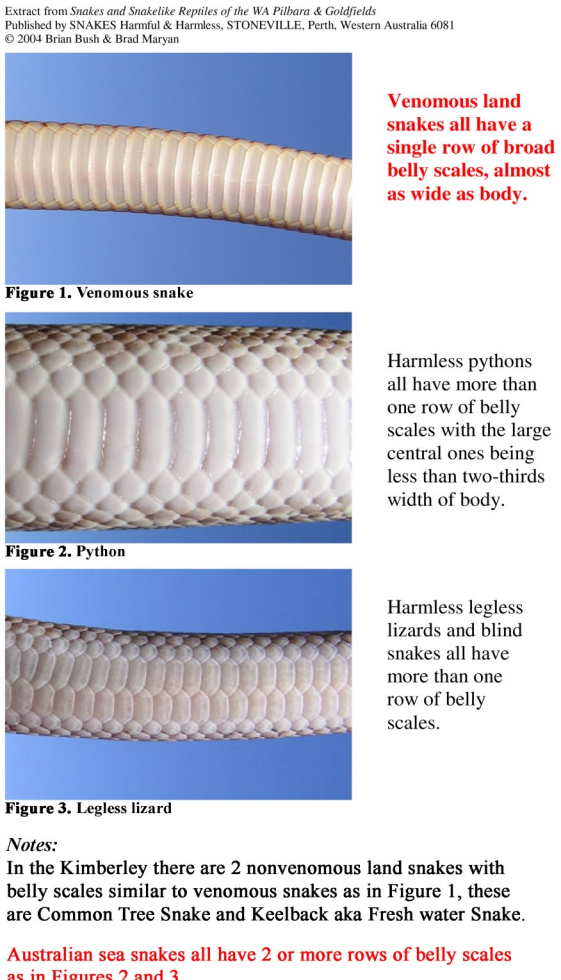 Extract from Snakes and Snakelike Reptiles of the WA Pilbara & Goldfields
Published by SNAKES Harmful & Harmless, STONEVILLE, Perth, Western Australia 6081
© 2004 Brian Bush & Brad Maryan
Venomous land
snakes all have a
single row of broad
belly scales, almost
as wide as body.
Figure 1. Venomous snake
Harmless pythons
all have more than
one row of belly
scales with the large
central ones being
less than two-thirds
width of body.
Figure 2. Python
Harmless legless
lizards and blind
snakes all have
more than one
row of belly
scales.
Figure 3. Legless lizard
Notes:
In the Kimberley there are 2 nonvenomous land snakes with
belly scales similar to venomous snakes as in Figure 1, these
are Common Tree Snake and Keelback aka Fresh water Snake.
Australian sea snakes all have 2 or more rows of belly scales
as in Figures 2 and 3